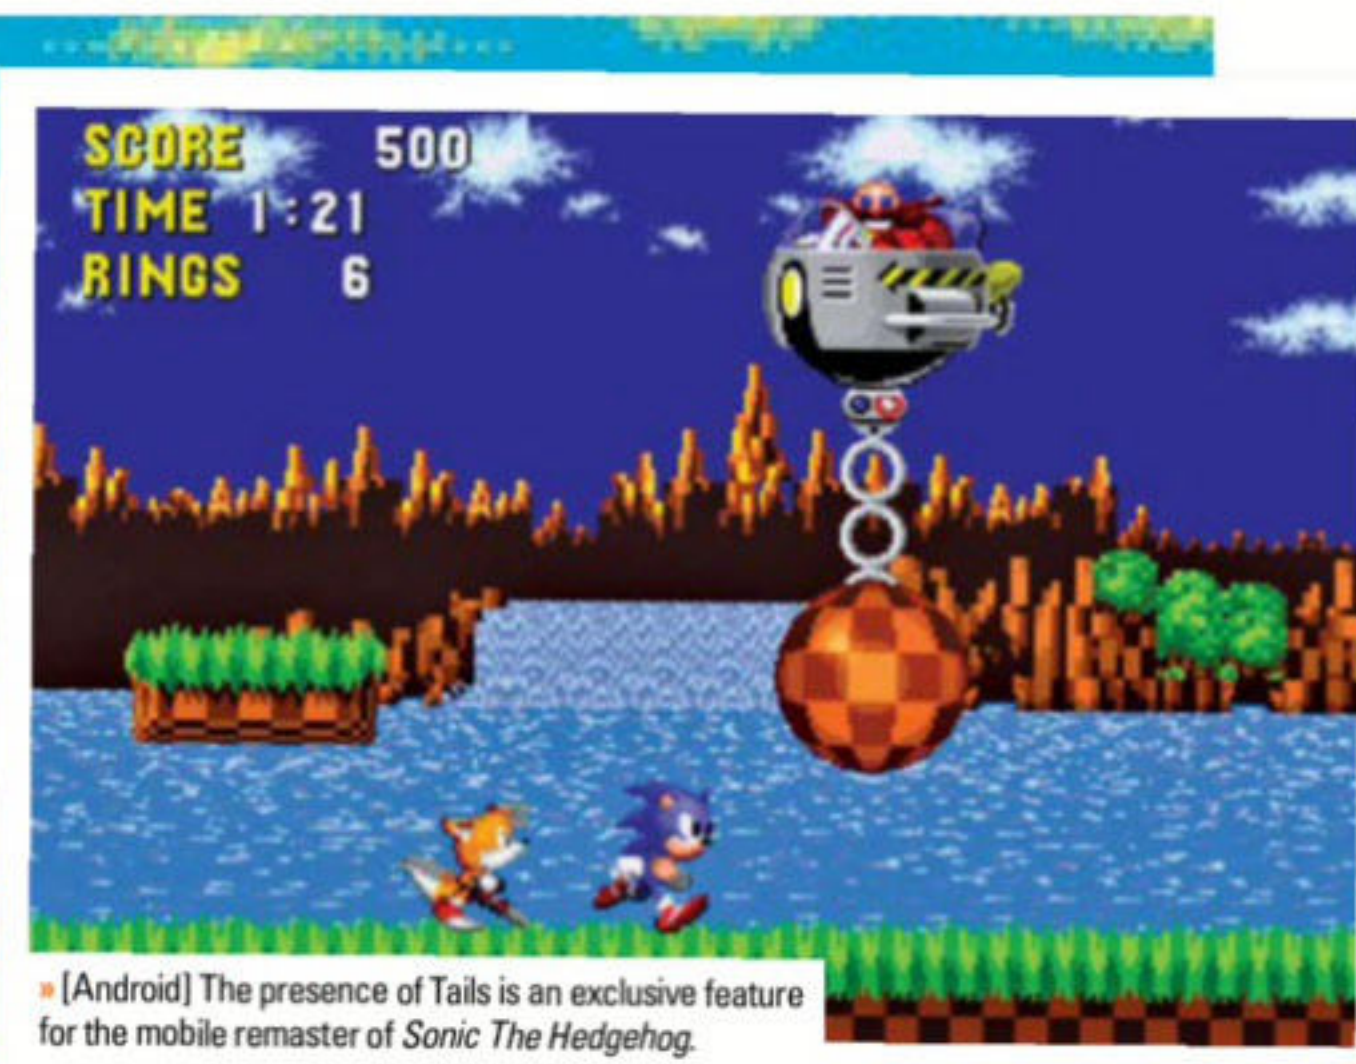 SCORE 500
TIME 1:21
RINGS 6
» [Android] The presence of Tails is an exclusive feature
for the mobile remaster of Sonic The Hedgehog.